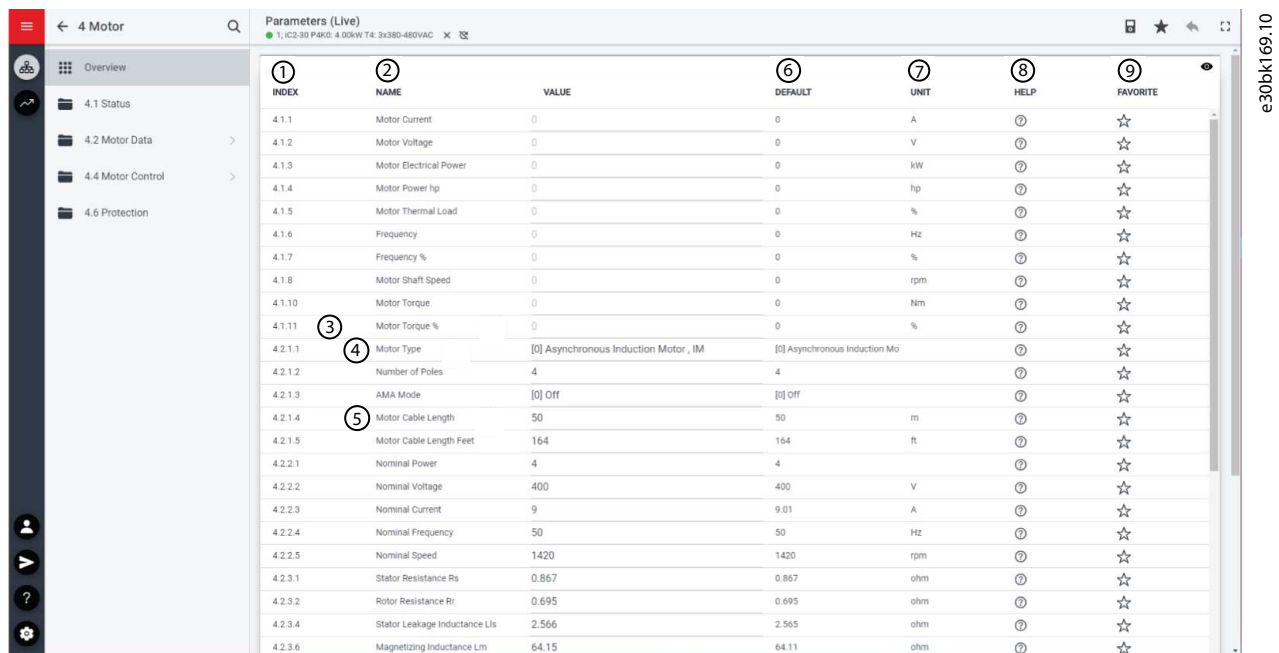 4 Motor
Parameters (Live)
1; iC2-30 P4K0: 4.00kW T4: 3x380-480VAC
Overview
4.1 Status
4.2 Motor Data
4.4 Motor Control
4.6 Protection
1 2 6 7 8 9
INDEX NAME VALUE DEFAULT UNIT HELP FAVORITE
4.1.1 Motor Current 0 0 A
4.1.2 Motor Voltage 0 0 V
4.1.3 Motor Electrical Power 0 0 kW
4.1.4 Motor Power hp 0 0 hp
4.1.5 Motor Thermal Load 0 0 %
4.1.6 Frequency 0 0 Hz
4.1.7 Frequency % 0 0 %
4.1.8 Motor Shaft Speed 0 0 rpm
4.1.10 Motor Torque 0 0 Nm
4.1.11 3 Motor Torque % 0 0 %
4.2.1.1 4 Motor Type [0] Asynchronous Induction Motor , IM [0] Asynchronous Induction Mo
4.2.1.2 Number of Poles 4 4
4.2.1.3 AMA Mode [0] Off [0] Off
4.2.1.4 5 Motor Cable Length 50 50 m
4.2.1.5 Motor Cable Length Feet 164 164 ft
4.2.2.1 Nominal Power 4 4
4.2.2.2 Nominal Voltage 400 400 V
4.2.2.3 Nominal Current 9 9.01 A
4.2.2.4 Nominal Frequency 50 50 Hz
4.2.2.5 Nominal Speed 1420 1420 rpm
4.2.3.1 Stator Resistance Rs 0.867 0.867 ohm
4.2.3.2 Rotor Resistance Rr 0.695 0.695 ohm
4.2.3.4 Stator Leakage Inductance Lls 2.566 2.565 ohm
4.2.3.6 Magnetizing Inductance Lm 64.15 64.11 ohm
e30bk169.10